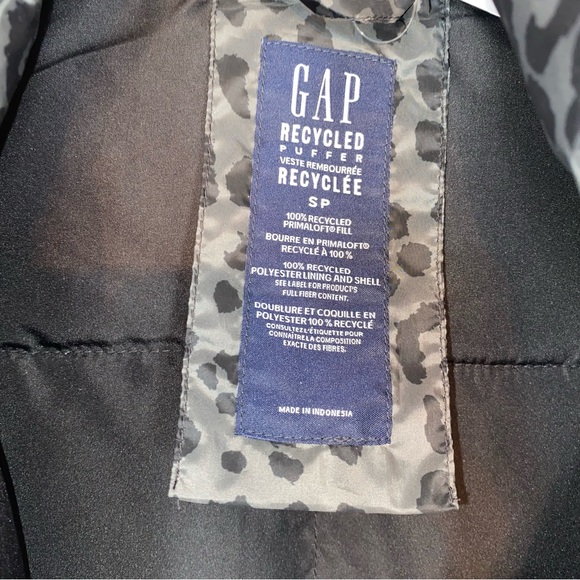 GAP
RECYCLED
PUFFER
VESTE REMBOURRÉE
RECYCLÉE
SP
100% RECYCLED
PRIMALOFT® FILL
BOURRE EN PRIMALOFT®
RECYCLÉ À 100%
100% RECYCLED
POLYESTER LINING AND SHELL
SEE LABEL FOR PRODUCT'S
FULL FIBER CONTENT.
DOUBLURE ET COQUILLE EN
POLYESTER 100% RECYCLÉ
CONSULTEZ L'ÉTIQUETTE POUR
CONNAÎTRE LA COMPOSITION
EXACTE DES FIBRES.
MADE IN INDONESIA